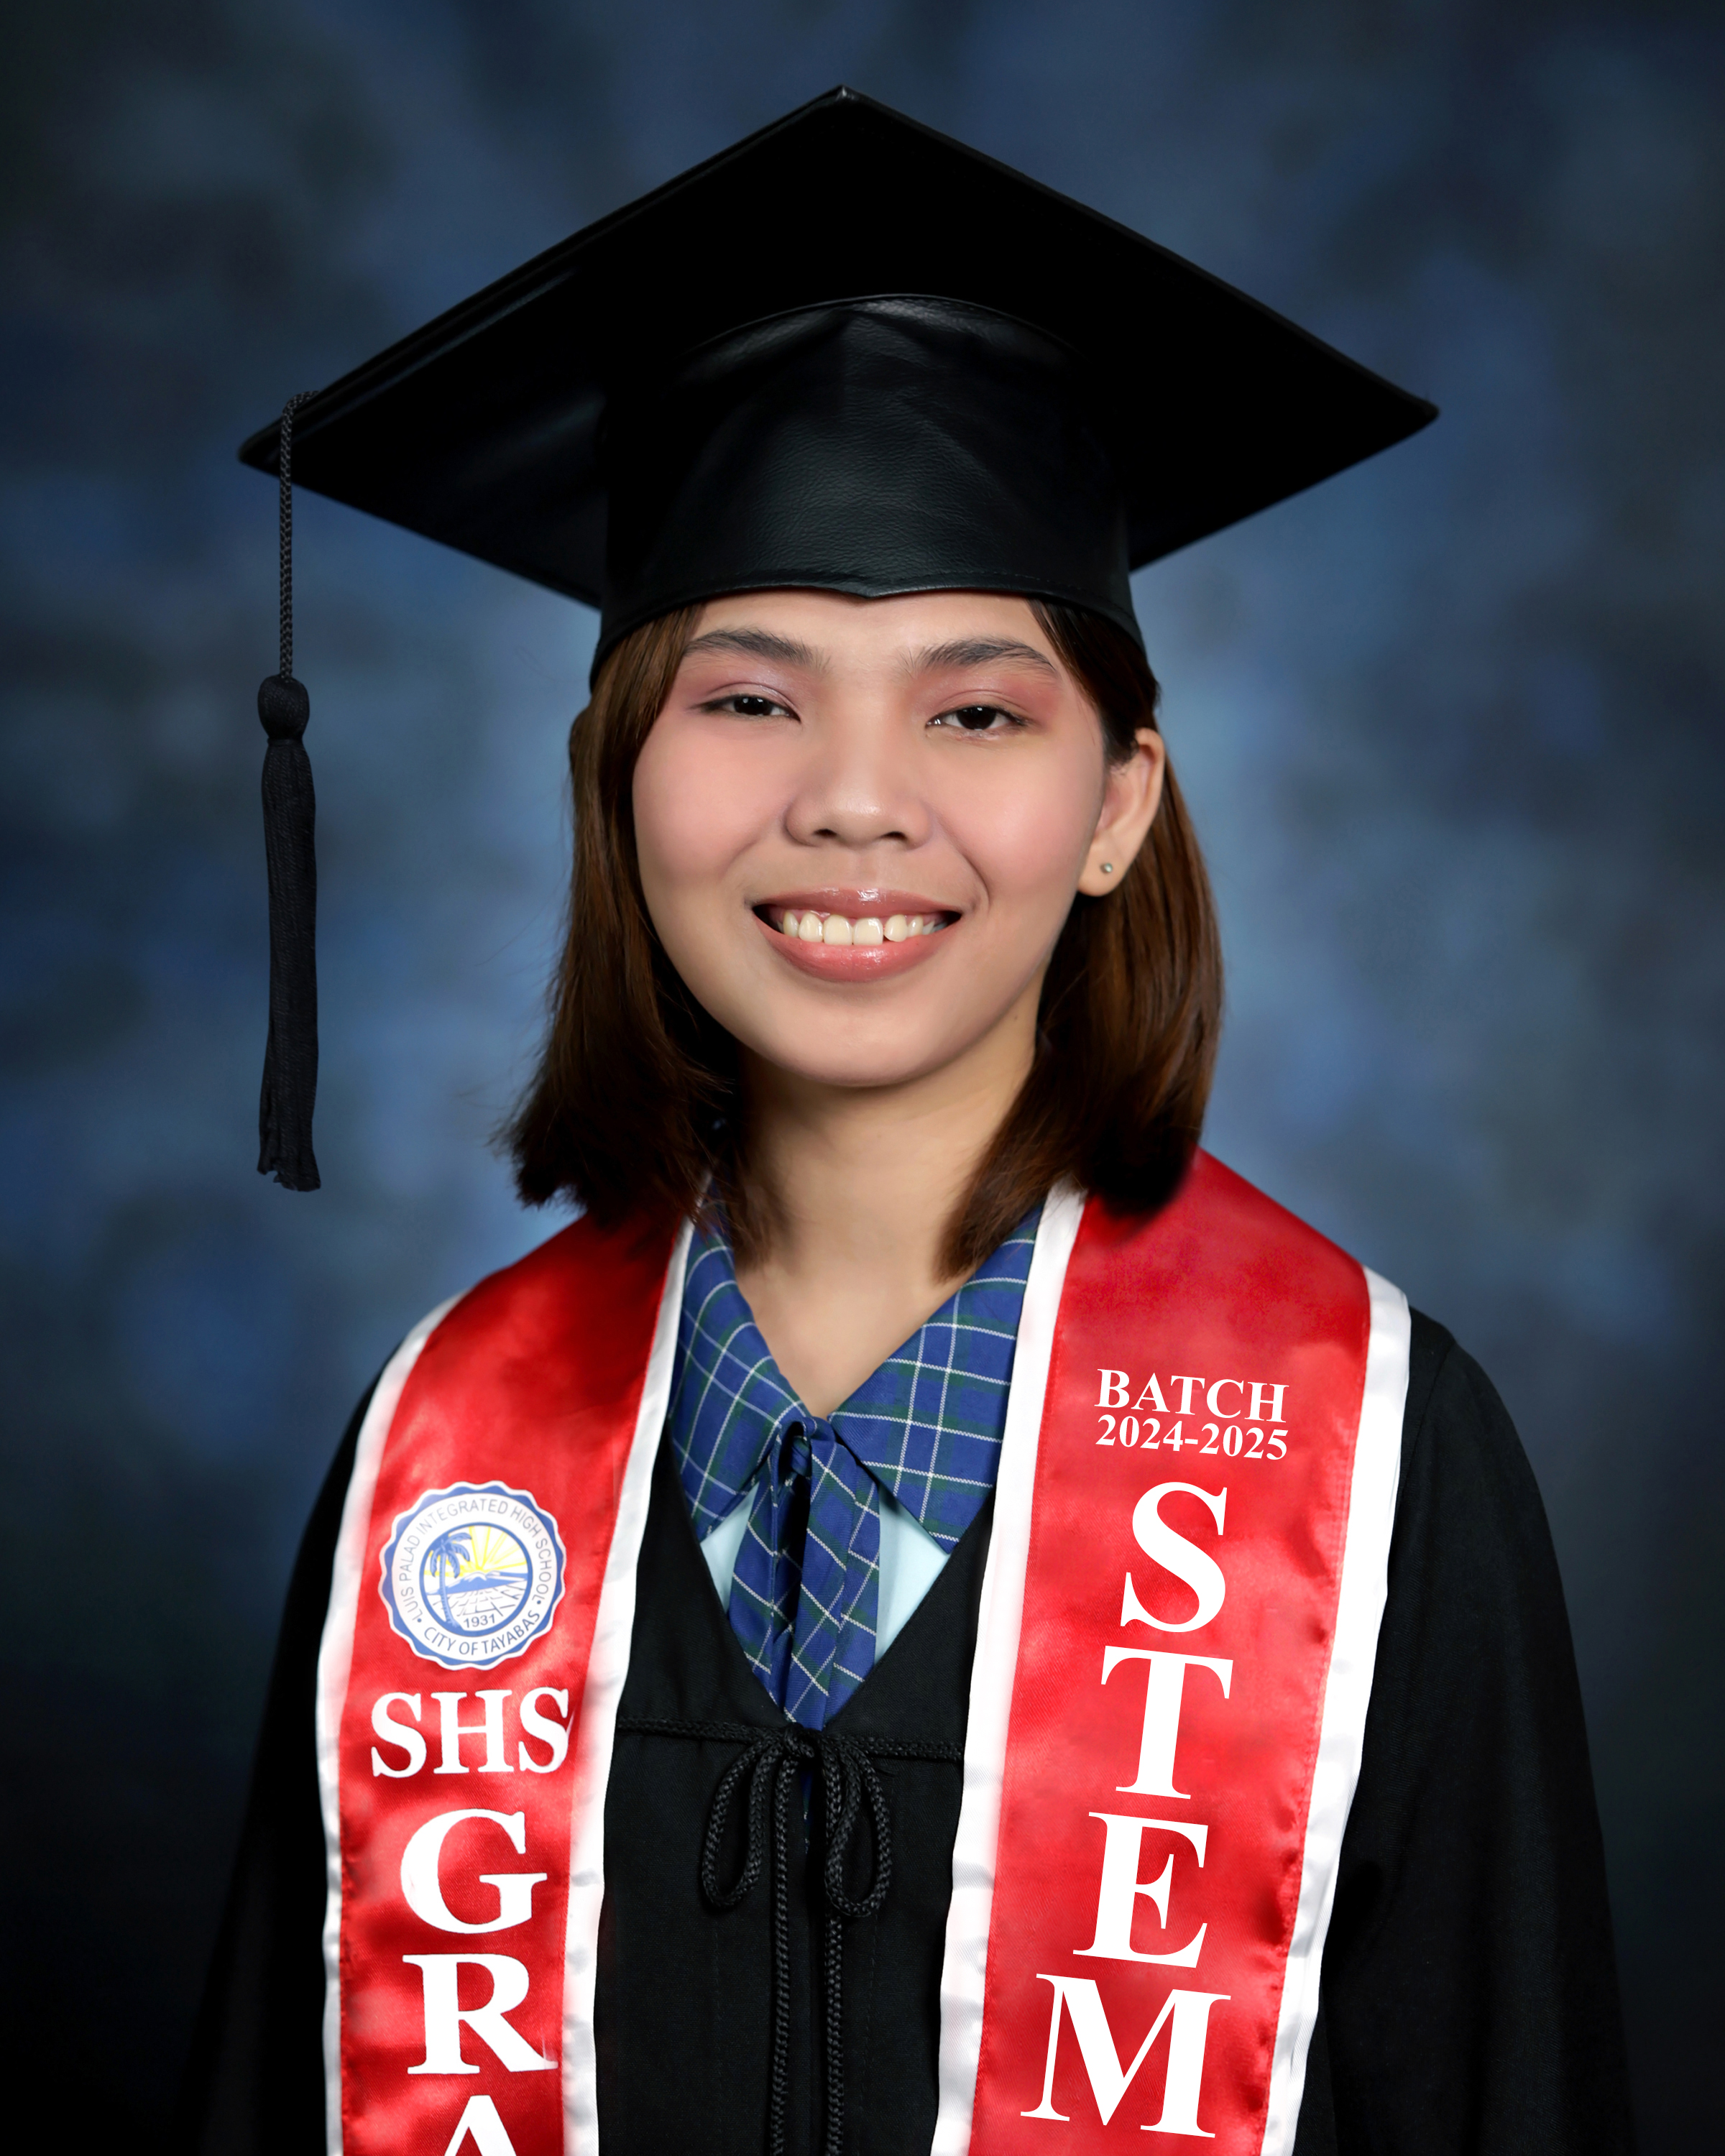 LUIS PALAD INTEGRATED HIGH SCHOOL
1931
• CITY OF TAYABAS •
SHS
G
R
A
BATCH
2024-2025
S
T
E
M